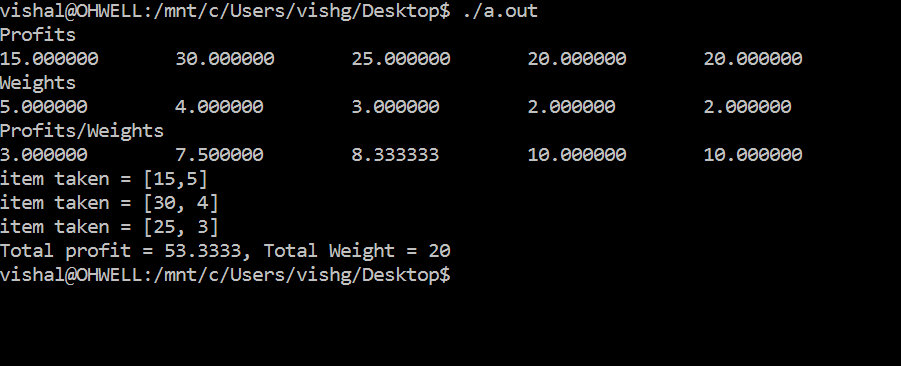 vishal@OHWELL:/mnt/c/Users/vishg/Desktop$ ./a.out
Profits
15.000000 30.000000 25.000000 20.000000 20.000000
Weights
5.000000 4.000000 3.000000 2.000000 2.000000
Profits/Weights
3.000000 7.500000 8.333333 10.000000 10.000000
item taken = [15,5]
item taken = [30, 4]
item taken = [25, 3]
Total profit = 53.3333, Total Weight = 20
vishal@OHWELL:/mnt/c/Users/vishg/Desktop$